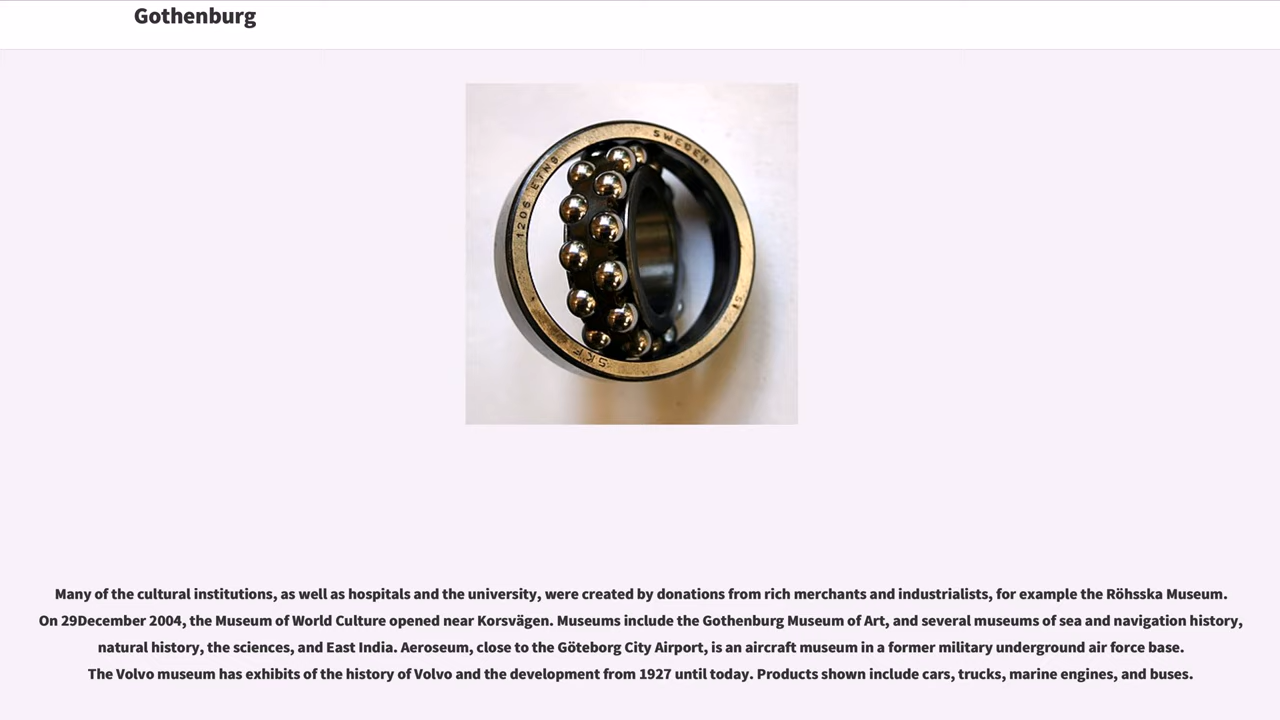 Gothenburg
SWEDEN
1206 ETN9
SKF
Many of the cultural institutions, as well as hospitals and the university, were created by donations from rich merchants and industrialists, for example the Röhsska Museum.
On 29December 2004, the Museum of World Culture opened near Korsvägen. Museums include the Gothenburg Museum of Art, and several museums of sea and navigation history,
natural history, the sciences, and East India. Aeroseum, close to the Göteborg City Airport, is an aircraft museum in a former military underground air force base.
The Volvo museum has exhibits of the history of Volvo and the development from 1927 until today. Products shown include cars, trucks, marine engines, and buses.